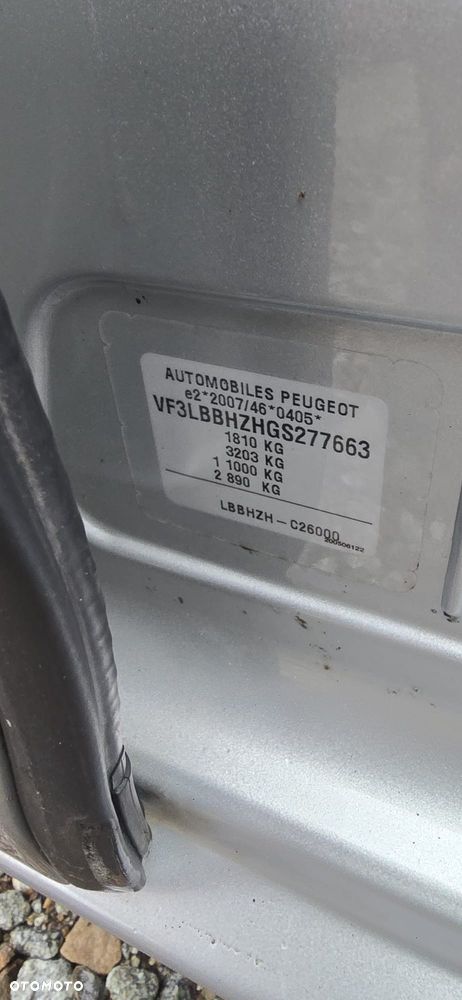 AUTOMOBILES PEUGEOT
e2*2007/46*0405*
VF3LBBHZHGS277663
1810 KG
3203 KG
1 1000 KG
2 890 KG
LBBHZH-C26000
200506122
OTOMOTO